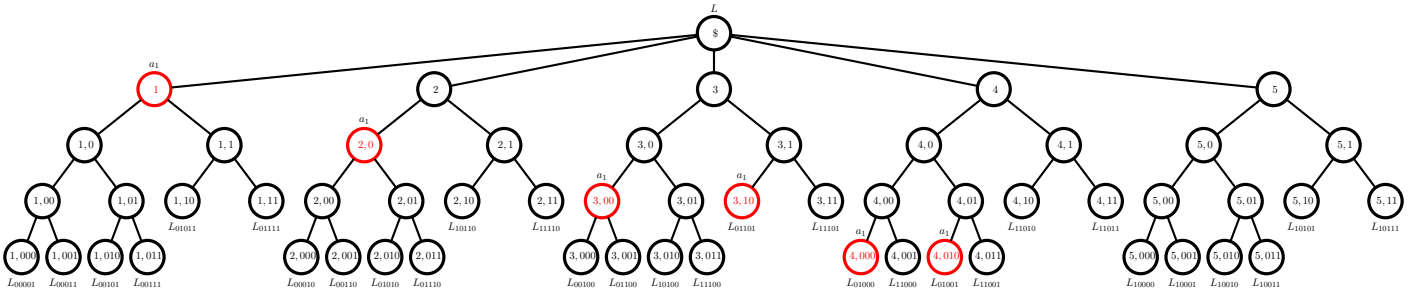 L
$
a₁ a₁
1 2 3 4 5
a₁
1,0 1,1 2,0 2,1 3,0 3,1 4,0 4,1 5,0 5,1
a₁ a₁
1,00 1,01 1,10 1,11 2,00 2,01 2,10 2,11 3,00 3,01 3,10 3,11 4,00 4,01 4,10 4,11 5,00 5,01 5,10 5,11
L₀₁₀₁₁ L₀₁₁₁₁ L₁₀₁₁₀ L₁₁₁₁₀ L₀₁₁₀₁ L₁₁₁₀₁ L₁₁₀₁₀ L₁₁₀₁₁ L₁₀₁₀₁ L₁₀₁₁₁
a₁ a₁
1,000 1,001 1,010 1,011 2,000 2,001 2,010 2,011 3,000 3,001 3,010 3,011 4,000 4,001 4,010 4,011 5,000 5,001 5,010 5,011
L₀₀₀₀₁ L₀₀₀₁₁ L₀₀₁₀₁ L₀₀₁₁₁ L₀₀₀₁₀ L₀₀₁₁₀ L₀₁₀₁₀ L₀₁₁₁₀ L₀₀₁₀₀ L₀₁₁₀₀ L₁₀₁₀₀ L₁₁₁₀₀ L₀₁₀₀₀ L₁₁₀₀₀ L₀₁₀₀₁ L₁₁₀₀₁ L₁₀₀₀₀ L₁₀₀₀₁ L₁₀₀₁₀ L₁₀₀₁₁